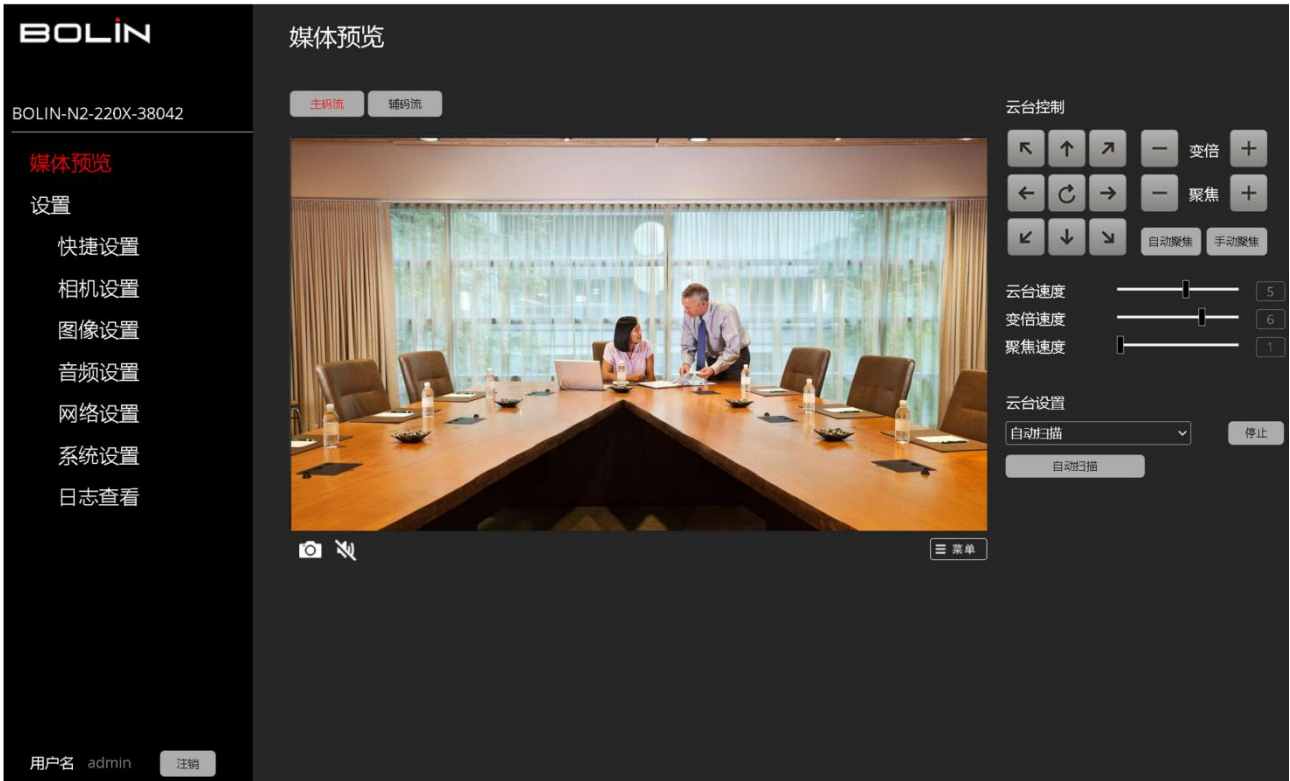 BOLIN
BOLIN-N2-220X-38042
媒体预览
设置
快捷设置
相机设置
图像设置
音频设置
网络设置
系统设置
日志查看
用户名 admin 注销
媒体预览
主码流 辅码流
菜单
云台控制
变倍
聚焦
自动聚焦 手动聚焦
云台速度 5
变倍速度 6
聚焦速度 1
云台设置
自动扫描 停止
自动扫描